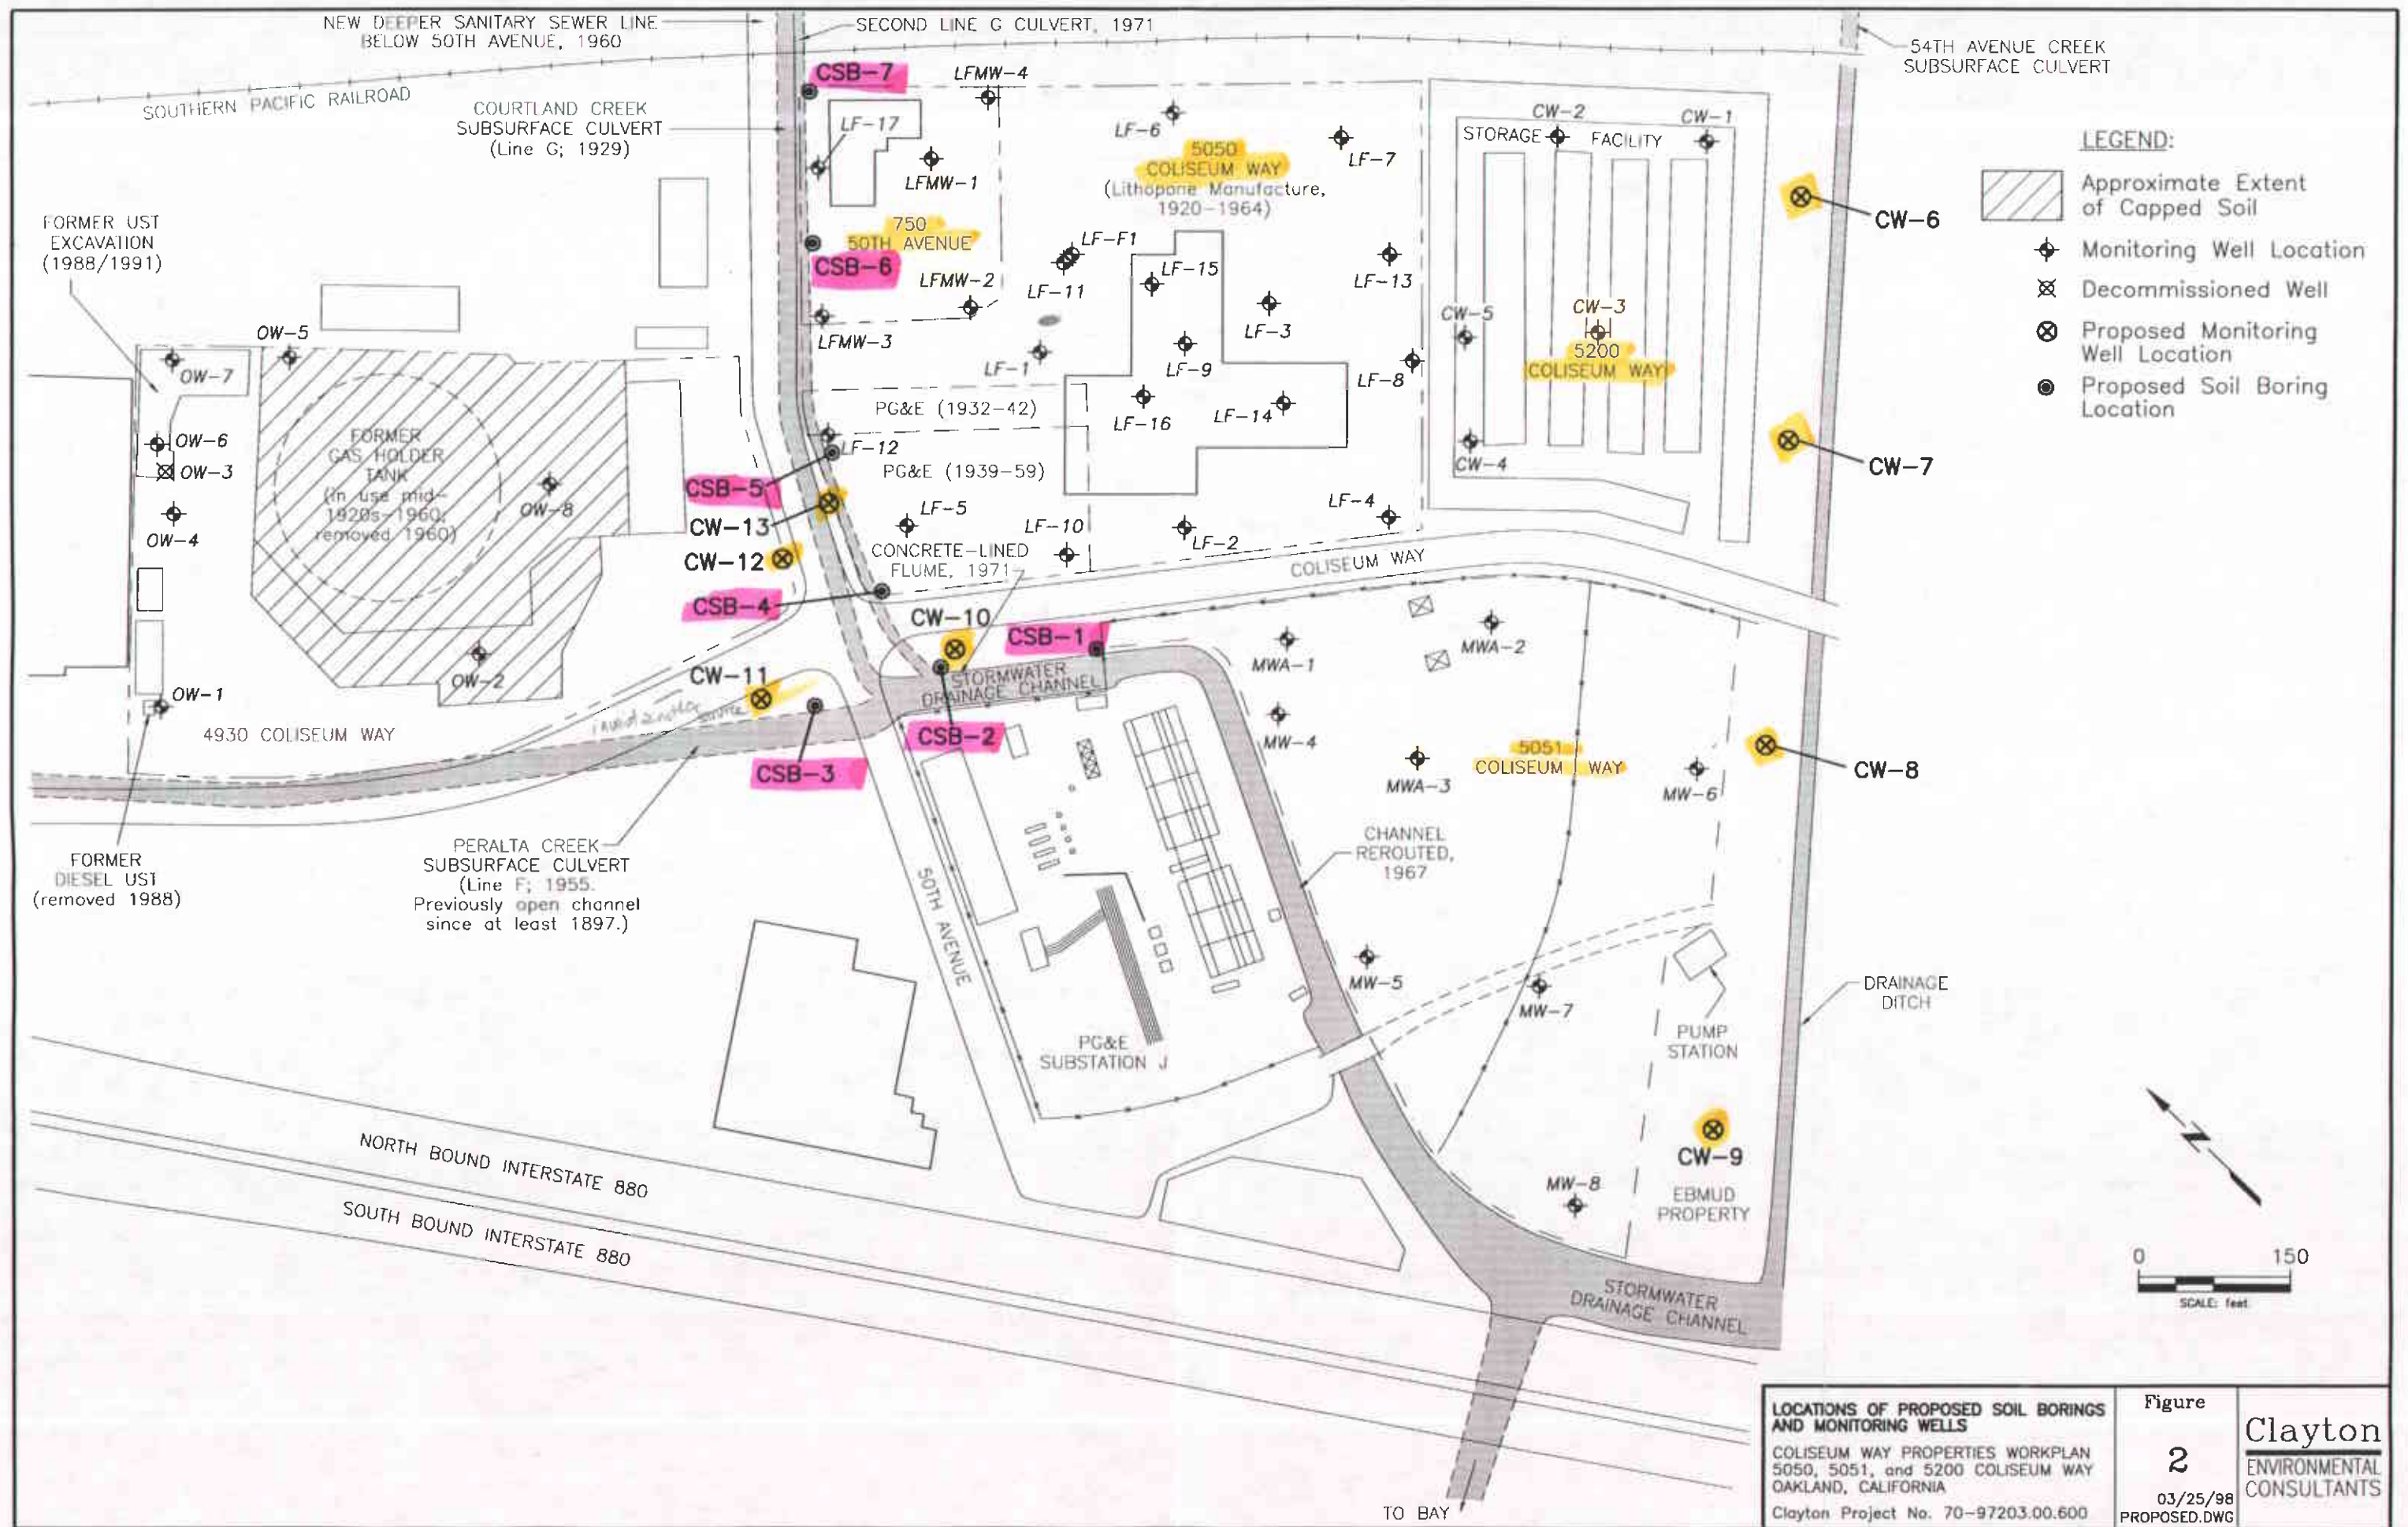 NEW DEEPER SANITARY SEWER LINE
BELOW 50TH AVENUE, 1960
SECOND LINE G CULVERT, 1971
54TH AVENUE CREEK
SUBSURFACE CULVERT
SOUTHERN PACIFIC RAILROAD
COURTLAND CREEK
SUBSURFACE CULVERT
(Line G; 1929)
CSB-7
LFMW-4
LF-17
LFMW-1
LF-6
5050
COLISEUM WAY
(Lithopone Manufacture,
1920-1964)
LF-7
CW-2
CW-1
STORAGE
FACILITY
LEGEND:
Approximate Extent
of Capped Soil
Monitoring Well Location
Decommissioned Well
Proposed Monitoring
Well Location
Proposed Soil Boring
Location
CW-6
FORMER UST
EXCAVATION
(1988/1991)
750
50TH AVENUE
CSB-6
LFMW-2
LFMW-3
LF-F1
LF-11
LF-15
LF-13
LF-3
LF-1
LF-9
LF-8
LF-16
LF-14
CW-5
CW-3
5200
COLISEUM WAY
CW-4
CW-7
OW-5
OW-7
OW-6
OW-3
OW-4
FORMER
GAS HOLDER
TANK
(in use mid-
1920s-1960,
removed 1960)
OW-8
PG&E (1932-42)
LF-12
PG&E (1939-59)
CSB-5
CW-13
LF-5
LF-10
LF-2
LF-4
CW-12
CONCRETE-LINED
FLUME, 1971
COLISEUM WAY
CSB-4
CW-10
CSB-1
MWA-1
MWA-2
OW-2
CW-11
STORMWATER
DRAINAGE CHANNEL
OW-1
4930 COLISEUM WAY
CSB-2
CSB-3
MW-4
MWA-3
5051
COLISEUM WAY
MW-6
CW-8
FORMER
DIESEL UST
(removed 1988)
PERALTA CREEK
SUBSURFACE CULVERT
(Line F; 1955.
Previously open channel
since at least 1897.)
50TH AVENUE
CHANNEL
REROUTED,
1967
MW-5
MW-7
DRAINAGE
DITCH
PUMP
STATION
PG&E
SUBSTATION J
CW-9
MW-8
EBMUD
PROPERTY
NORTH BOUND INTERSTATE 880
SOUTH BOUND INTERSTATE 880
N
0 150
SCALE: feet
STORMWATER
DRAINAGE CHANNEL
TO BAY
LOCATIONS OF PROPOSED SOIL BORINGS
AND MONITORING WELLS
COLISEUM WAY PROPERTIES WORKPLAN
5050, 5051, and 5200 COLISEUM WAY
OAKLAND, CALIFORNIA
Clayton Project No. 70-97203.00.600
Figure
2
03/25/98
PROPOSED.DWG
Clayton
ENVIRONMENTAL
CONSULTANTS